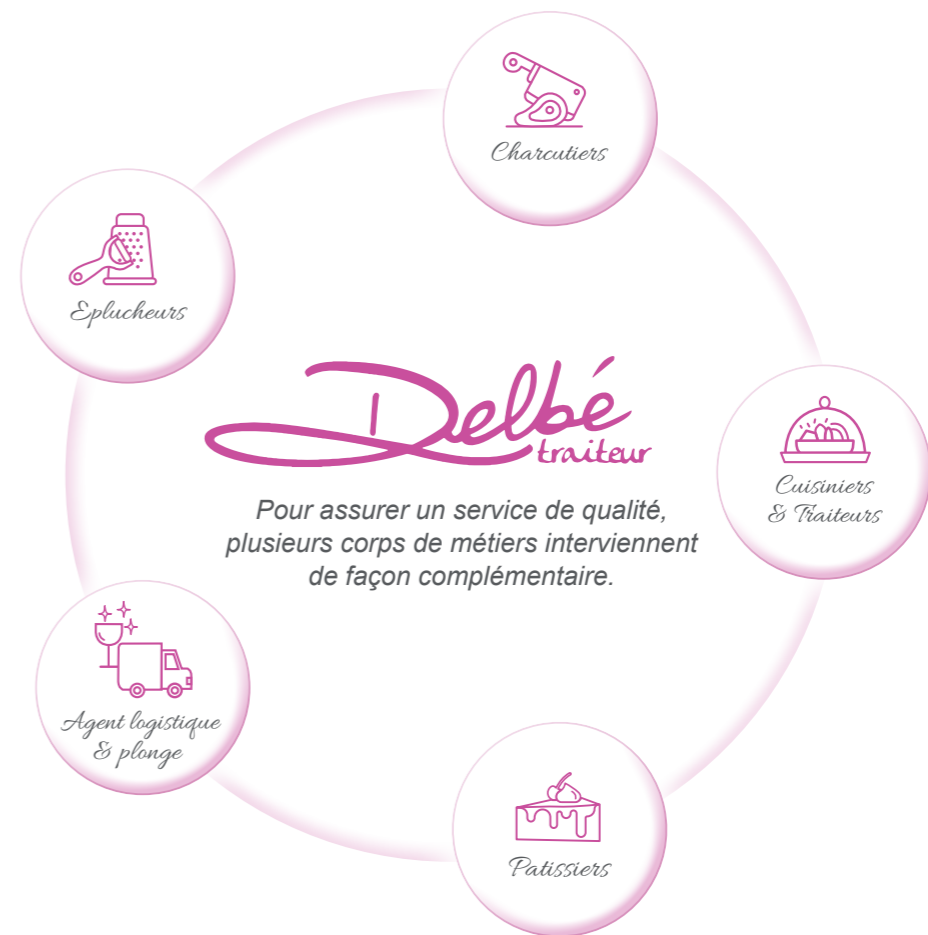 Charcutiers
Eplucheurs
Delbé
traiteur
Cuisiniers
& Traiteurs
Pour assurer un service de qualité,
plusieurs corps de métiers interviennent
de façon complémentaire.
Agent logistique
& plonge
Patissiers